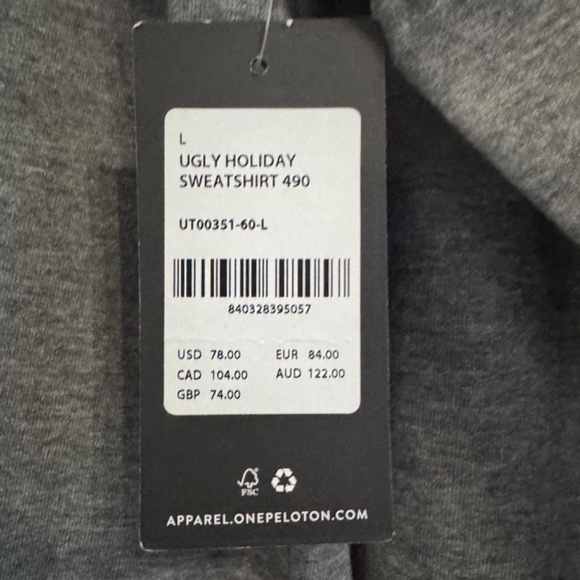 L
UGLY HOLIDAY
SWEATSHIRT 490
UT00351-60-L
840328395057
USD 78.00 EUR 84.00
CAD 104.00 AUD 122.00
GBP 74.00
FSC
APPAREL.ONEPELOTON.COM